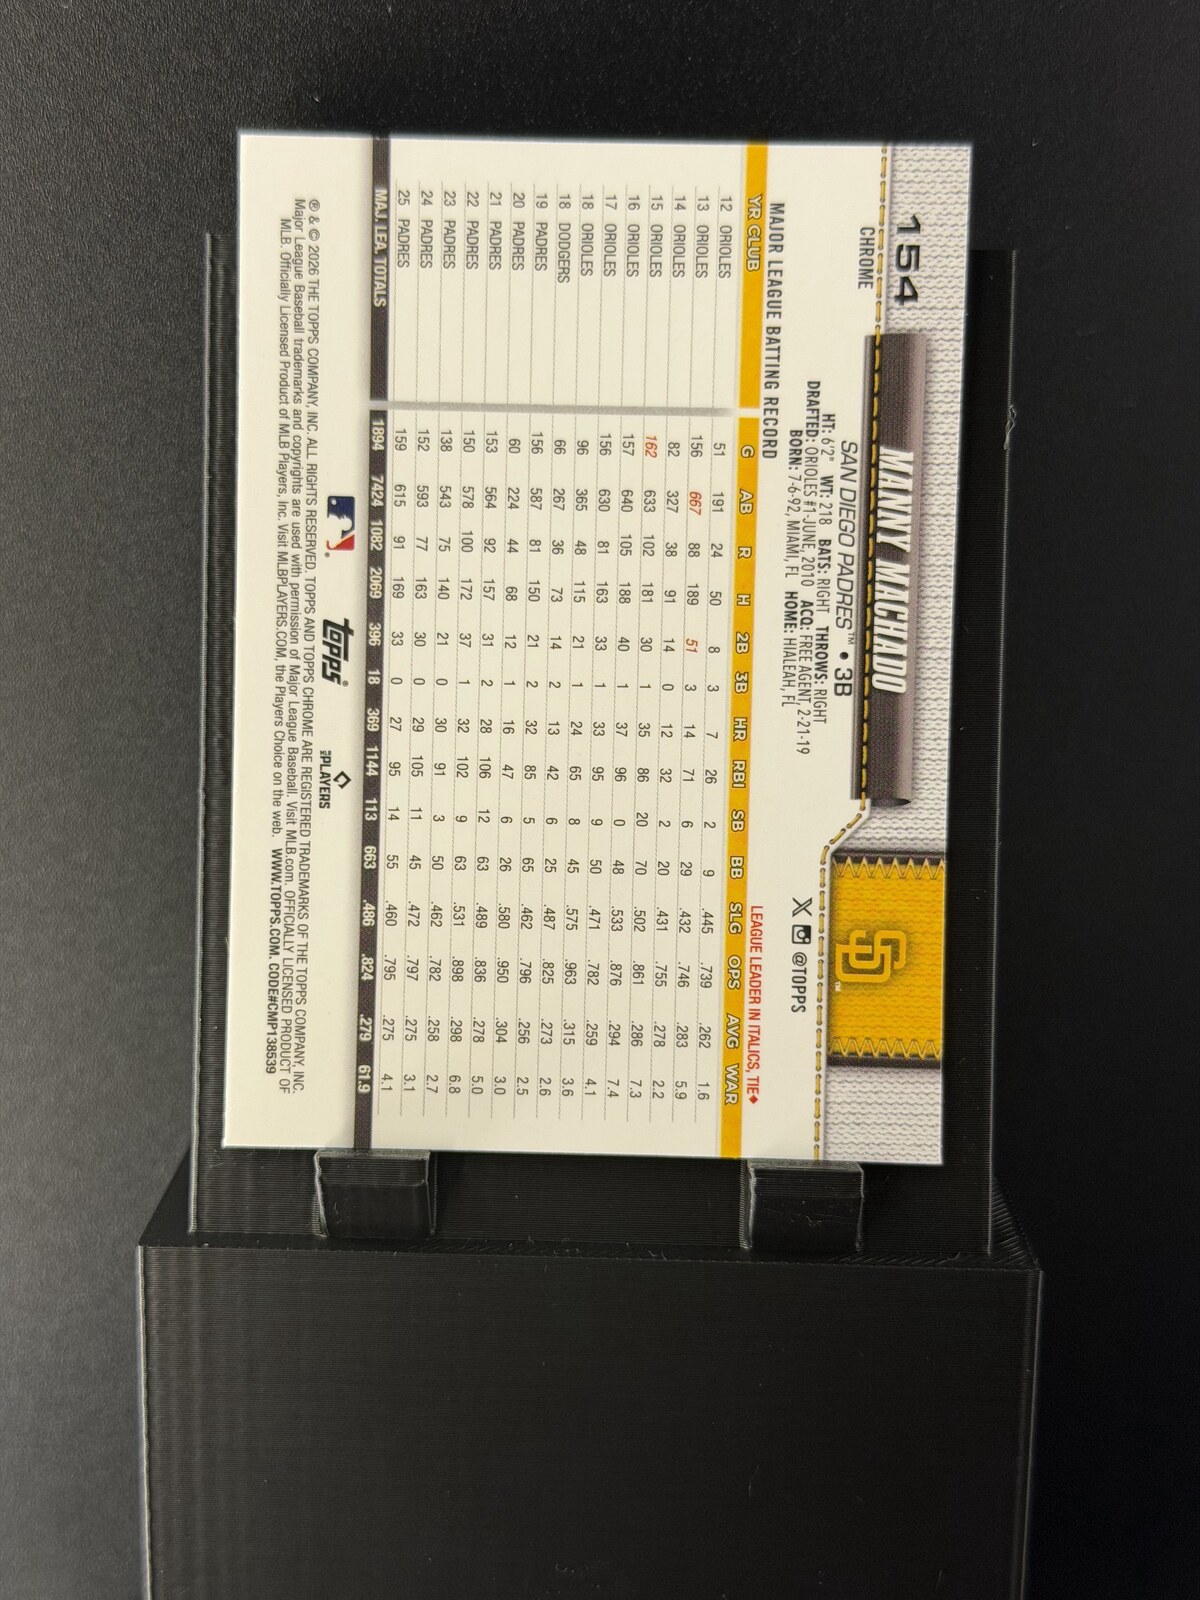 154
CHROME
MANNY MACHADO
SAN DIEGO PADRES™ • 3B
HT: 6'2" WT: 218 BATS: RIGHT THROWS: RIGHT
DRAFTED: ORIOLES #1-JUNE, 2010 ACQ: FREE AGENT, 2-21-19
BORN: 7-6-92, MIAMI, FL HOME: HIALEAH, FL
SD™
X @TOPPS
MAJOR LEAGUE BATTING RECORD
LEAGUE LEADER IN ITALICS, TIE♦
YR CLUB G AB R H 2B 3B HR RBI SB BB SLG OPS AVG WAR
12 ORIOLES 51 191 24 50 8 3 7 26 2 9 .445 .739 .262 1.6
13 ORIOLES 156 667 88 189 51 3 14 71 6 29 .432 .746 .283 5.9
14 ORIOLES 82 327 38 91 14 0 12 32 2 20 .431 .755 .278 2.2
15 ORIOLES 162 633 102 181 30 1 35 86 20 70 .502 .861 .286 7.3
16 ORIOLES 157 640 105 188 40 1 37 96 0 48 .533 .876 .294 7.4
17 ORIOLES 156 630 81 163 33 1 33 95 9 50 .471 .782 .259 4.1
18 ORIOLES 96 365 48 115 21 1 24 65 8 45 .575 .963 .315 3.6
18 DODGERS 66 267 36 73 14 2 13 42 6 25 .487 .825 .273 2.6
19 PADRES 156 587 81 150 21 2 32 85 5 65 .462 .796 .256 2.5
20 PADRES 60 224 44 68 12 1 16 47 6 26 .580 .950 .304 3.0
21 PADRES 153 564 92 157 31 2 28 106 12 63 .489 .836 .278 5.0
22 PADRES 150 578 100 172 37 1 32 102 9 63 .531 .898 .298 6.8
23 PADRES 138 543 75 140 21 0 30 91 3 50 .462 .782 .258 2.7
24 PADRES 152 593 77 163 30 0 29 105 11 45 .472 .797 .275 3.1
25 PADRES 159 615 91 169 33 0 27 95 14 55 .460 .795 .275 4.1
MAJ. LEA. TOTALS 1894 7424 1082 2069 396 18 369 1144 113 663 .486 .824 .279 61.9
topps® MLB PLAYERS
® & © 2026 THE TOPPS COMPANY, INC. ALL RIGHTS RESERVED. TOPPS AND TOPPS CHROME ARE REGISTERED TRADEMARKS OF THE TOPPS COMPANY, INC.
Major League Baseball trademarks and copyrights are used with permission of Major League Baseball. Visit MLB.com. OFFICIALLY LICENSED PRODUCT OF
MLB. Officially Licensed Product of MLB Players, Inc. Visit MLBPLAYERS.COM, the Players Choice on the web. WWW.TOPPS.COM. CODE#CMP138539